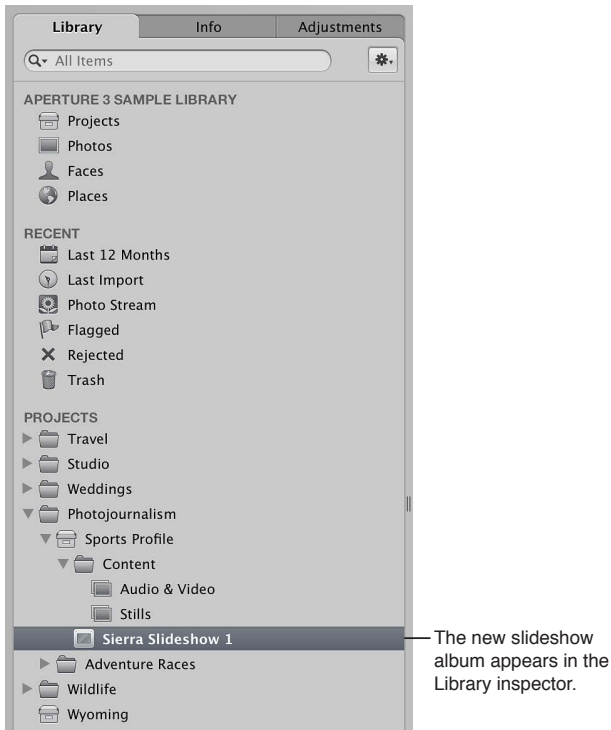 Library Info Adjustments
All Items
APERTURE 3 SAMPLE LIBRARY
Projects
Photos
Faces
Places
RECENT
Last 12 Months
Last Import
Photo Stream
Flagged
Rejected
Trash
PROJECTS
Travel
Studio
Weddings
Photojournalism
Sports Profile
Content
Audio & Video
Stills
Sierra Slideshow 1
Adventure Races
Wildlife
Wyoming
The new slideshow
album appears in the
Library inspector.